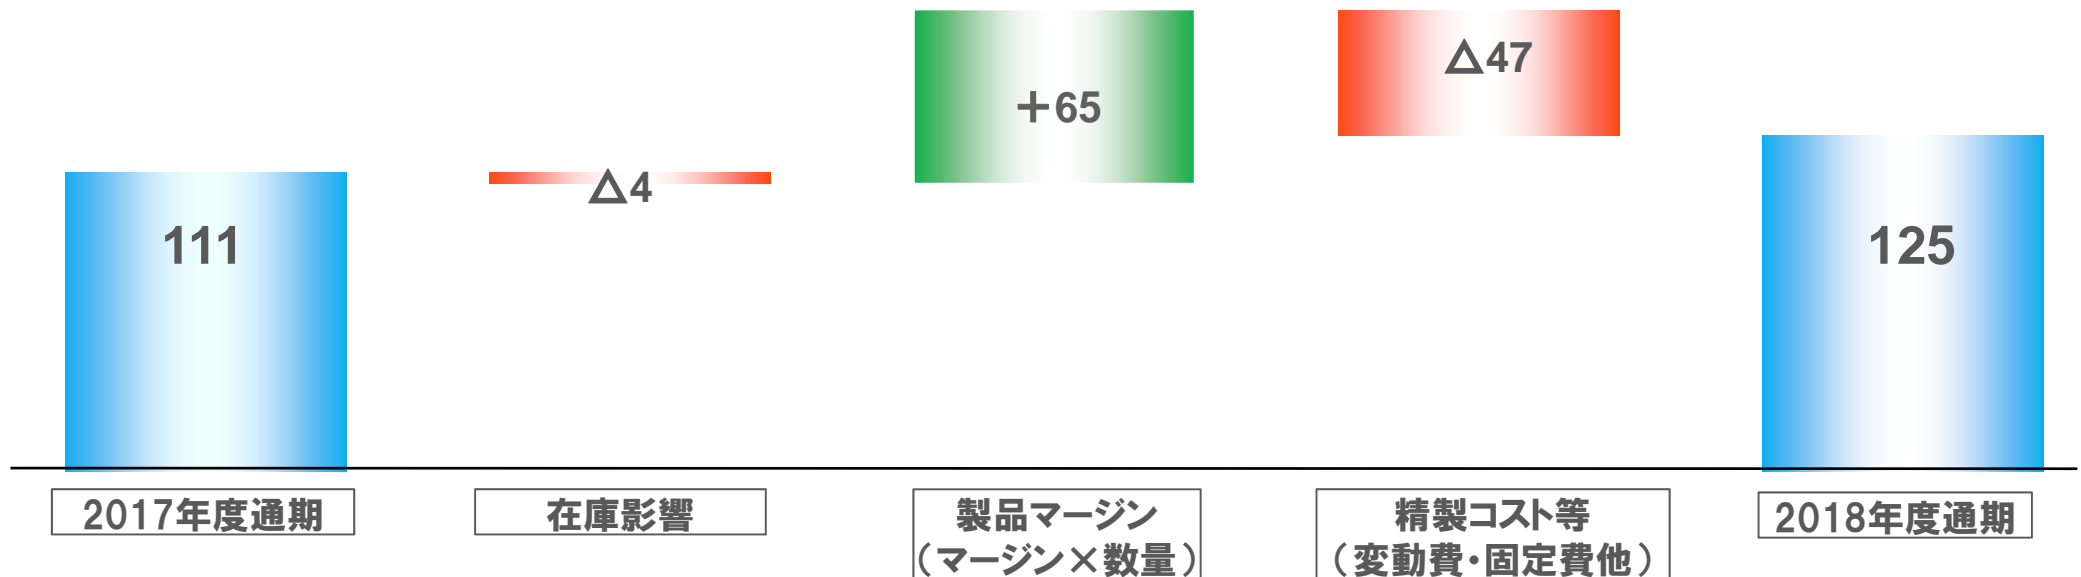 111
△4
＋65
△47
125
2017年度通期
在庫影響
製品マージン
（マージン×数量）
精製コスト等
（変動費・固定費他）
2018年度通期